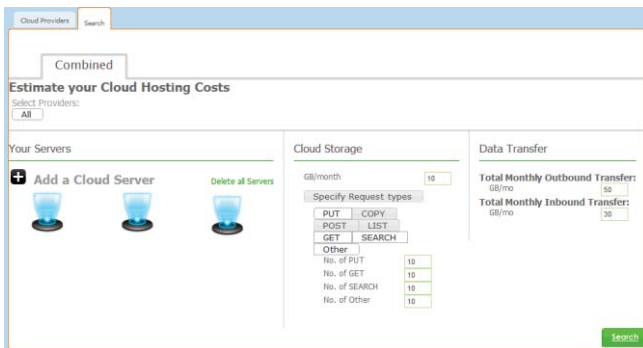 Cloud Providers
Search
Combined
Estimate your Cloud Hosting Costs
Select Providers:
All
Your Servers
Add a Cloud Server
Delete all Servers
Cloud Storage
GB/month 10
Specify Request types
PUT COPY
POST LIST
GET SEARCH
Other
No. of PUT 10
No. of GET 10
No. of SEARCH 10
No. of Other 10
Data Transfer
Total Monthly Outbound Transfer:
GB/mo 50
Total Monthly Inbound Transfer:
GB/mo 30
Search